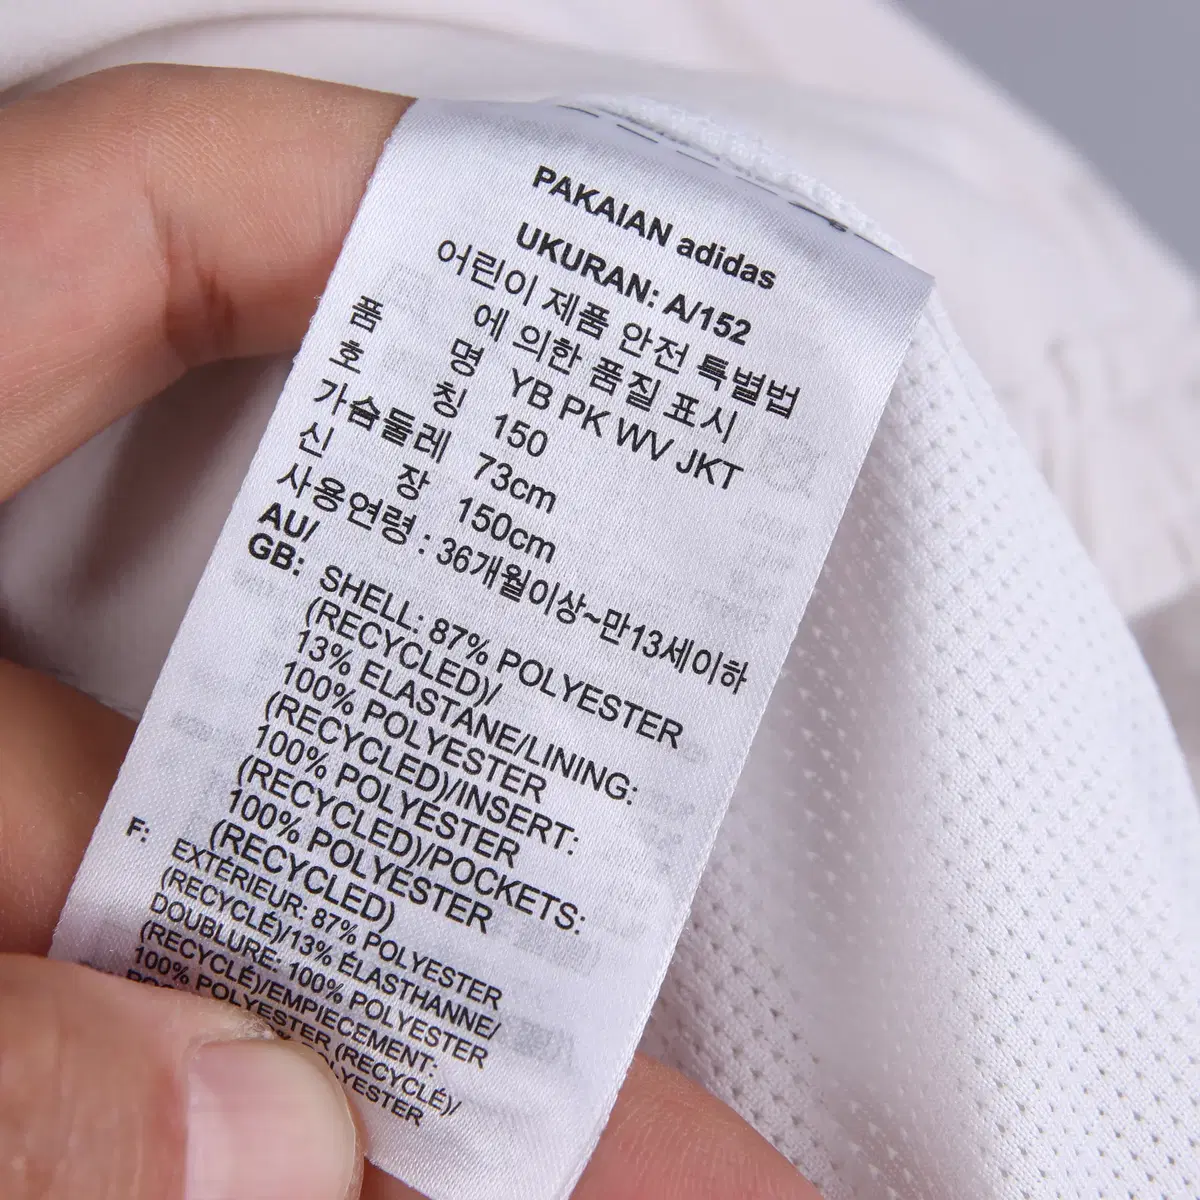 PAKAIAN adidas
UKURAN: A/152
어린이 제품 안전 특별법
에 의한 품질 표시
품 명 YB PK WV JKT
호 칭 150
가슴둘레 73cm
신 장 150cm
사용연령 : 36개월이상~만13세이하
AU/
GB: SHELL: 87% POLYESTER
(RECYCLED)/
13% ELASTANE/LINING:
100% POLYESTER
(RECYCLED)/INSERT:
100% POLYESTER
(RECYCLED)/POCKETS:
100% POLYESTER
(RECYCLED)
F: EXTÉRIEUR: 87% POLYESTER
(RECYCLÉ)/13% ÉLASTHANNE/
DOUBLURE: 100% POLYESTER
(RECYCLÉ)/EMPIECEMENT:
100% POLYESTER (RECYCLÉ)/